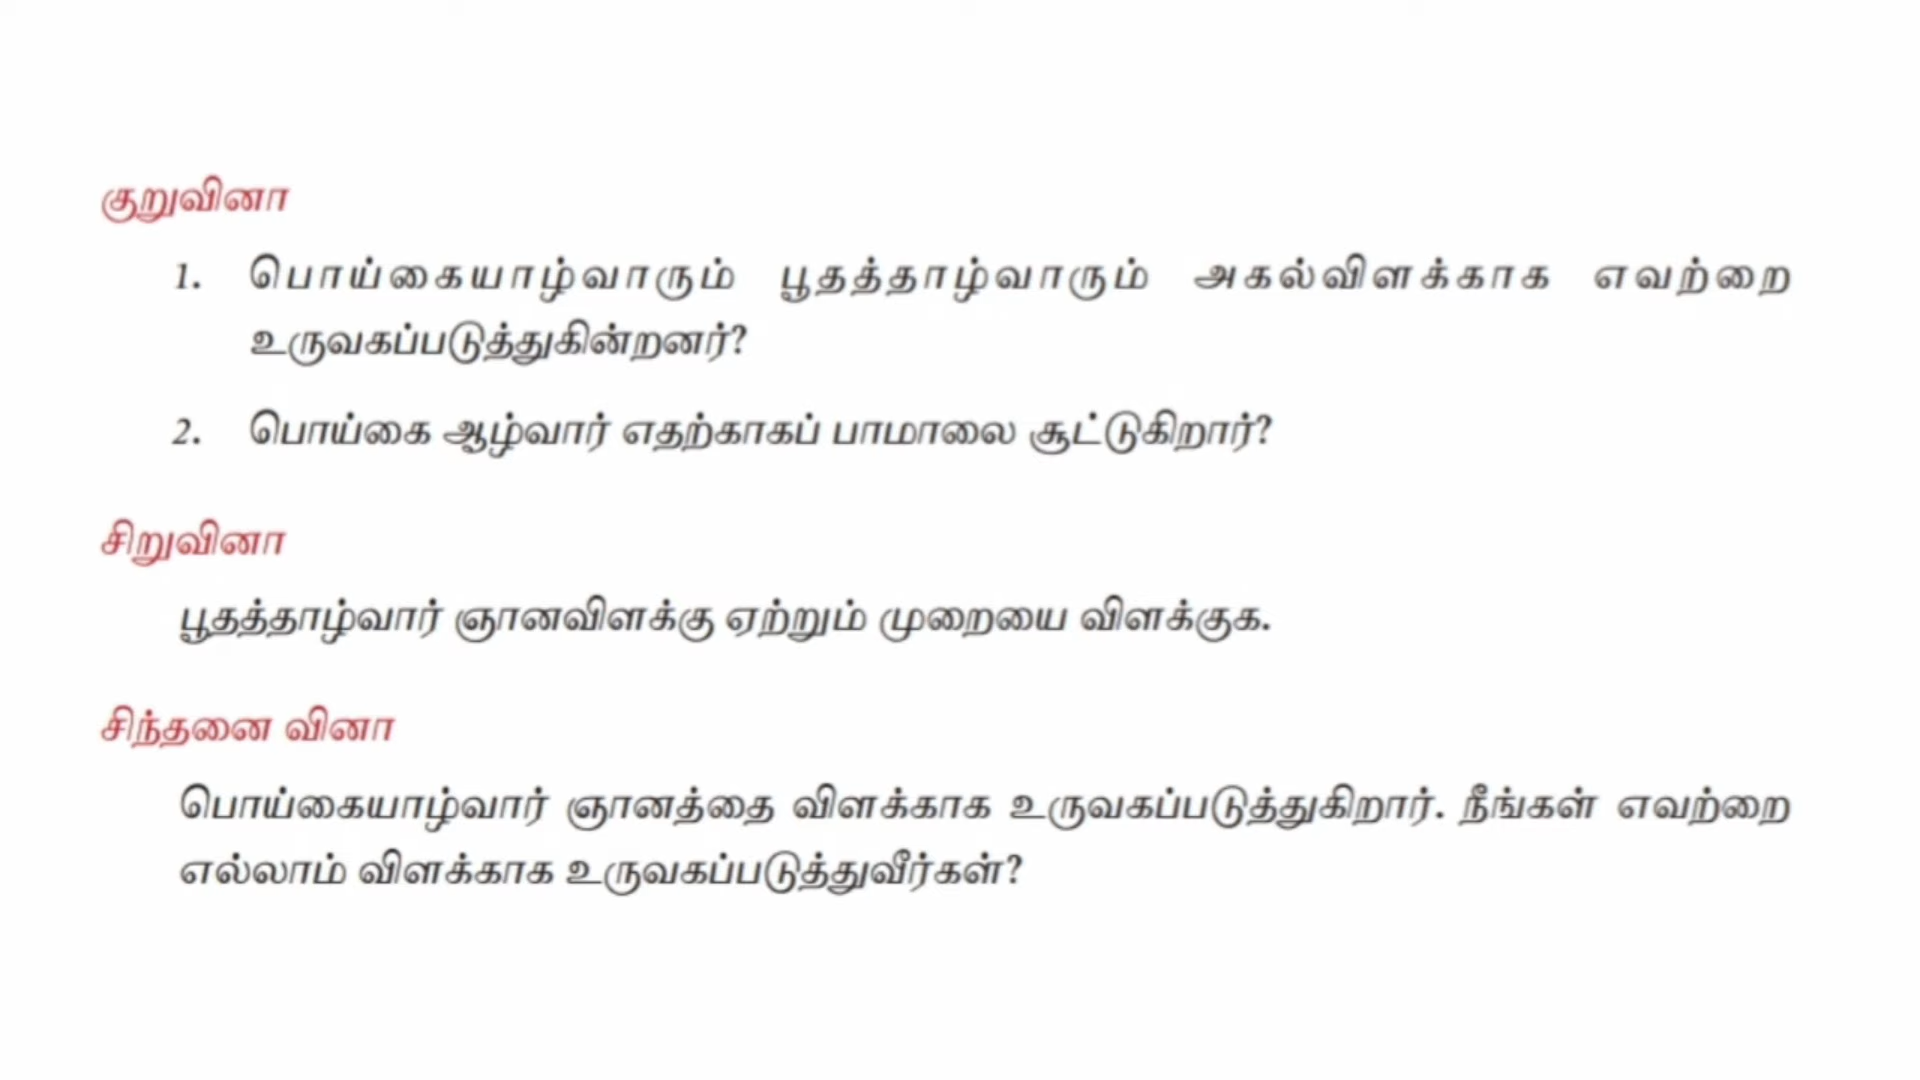 குறுவினா
1. பொய்கையாழ்வாரும் பூதத்தாழ்வாரும் அகல்விளக்காக எவற்றை
உருவகப்படுத்துகின்றனர்?
2. பொய்கை ஆழ்வார் எதற்காகப் பாமாலை சூட்டுகிறார்?
சிறுவினா
பூதத்தாழ்வார் ஞானவிளக்கு ஏற்றும் முறையை விளக்குக.
சிந்தனை வினா
பொய்கையாழ்வார் ஞானத்தை விளக்காக உருவகப்படுத்துகிறார். நீங்கள் எவற்றை
எல்லாம் விளக்காக உருவகப்படுத்துவீர்கள்?